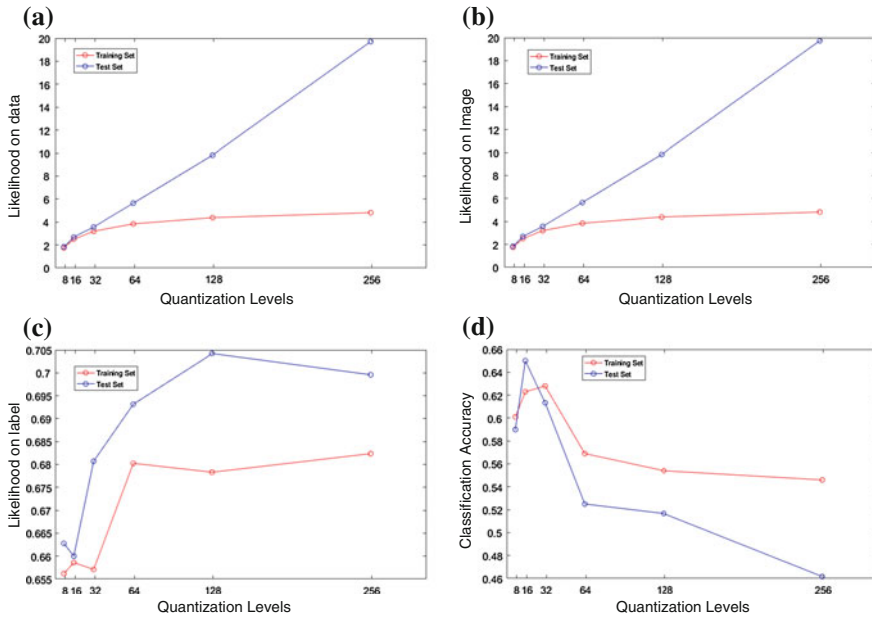 (a)
20
18
16
14
12
10
8
6
4
2
0
Likelihood on data
Training Set
Test Set
8 16 32 64 128 256
Quantization Levels
(b)
20
18
16
14
12
10
8
6
4
2
0
Likelihood on Image
Training Set
Test Set
8 16 32 64 128 256
Quantization Levels
(c)
0.705
0.7
0.695
0.69
0.685
0.68
0.675
0.67
0.665
0.66
0.655
Likelihood on label
Training Set
Test Set
8 16 32 64 128 256
Quantization Levels
(d)
0.66
0.64
0.62
0.6
0.58
0.56
0.54
0.52
0.5
0.48
0.46
Classification Accuracy
Training Set
Test Set
8 16 32 64 128 256
Quantization Levels